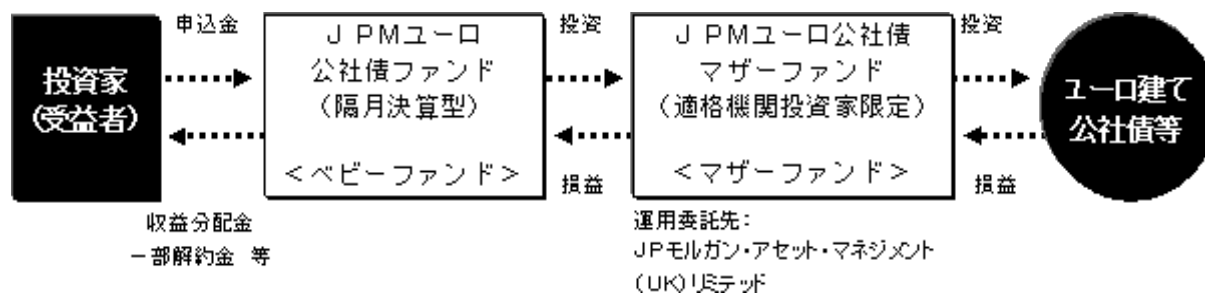 投資家
(受益者)
申込金
収益分配金
一部解約金 等
JPMユーロ
公社債ファンド
(隔月決算型)
<ベビーファンド>
投資
損益
JPMユーロ公社債
マザーファンド
(適格機関投資家限定)
<マザーファンド>
運用委託先:
JPモルガン・アセット・マネジメント
(UK)リミテッド
投資
損益
ユーロ建て
公社債等